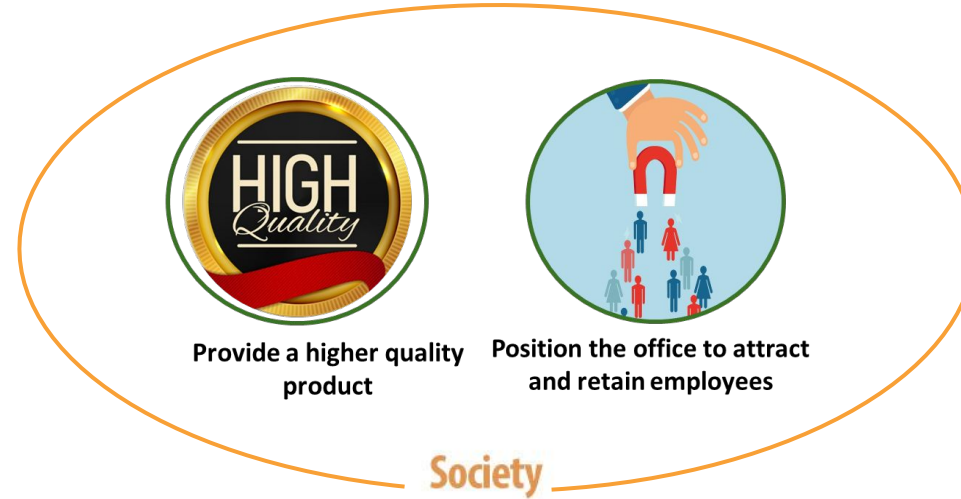 HIGH
Quality
Provide a higher quality
product
Position the office to attract
and retain employees
Society